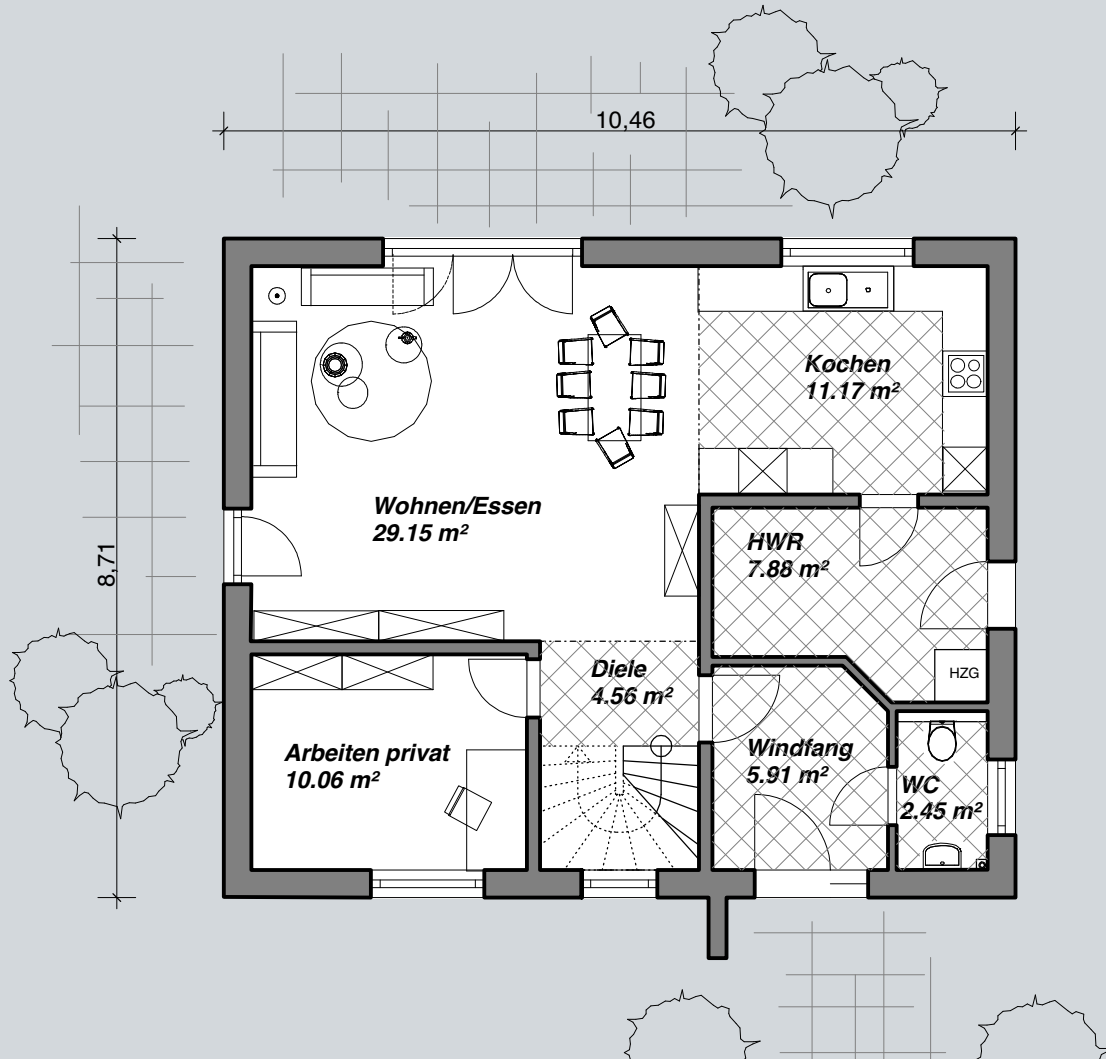 10,46
Kochen
11.17 m²
Wohnen/Essen
29.15 m²
8,71
HWR
7.88 m²
Diele
4.56 m²
HZG
Arbeiten privat
10.06 m²
Windfang
5.91 m²
WC
2.45 m²